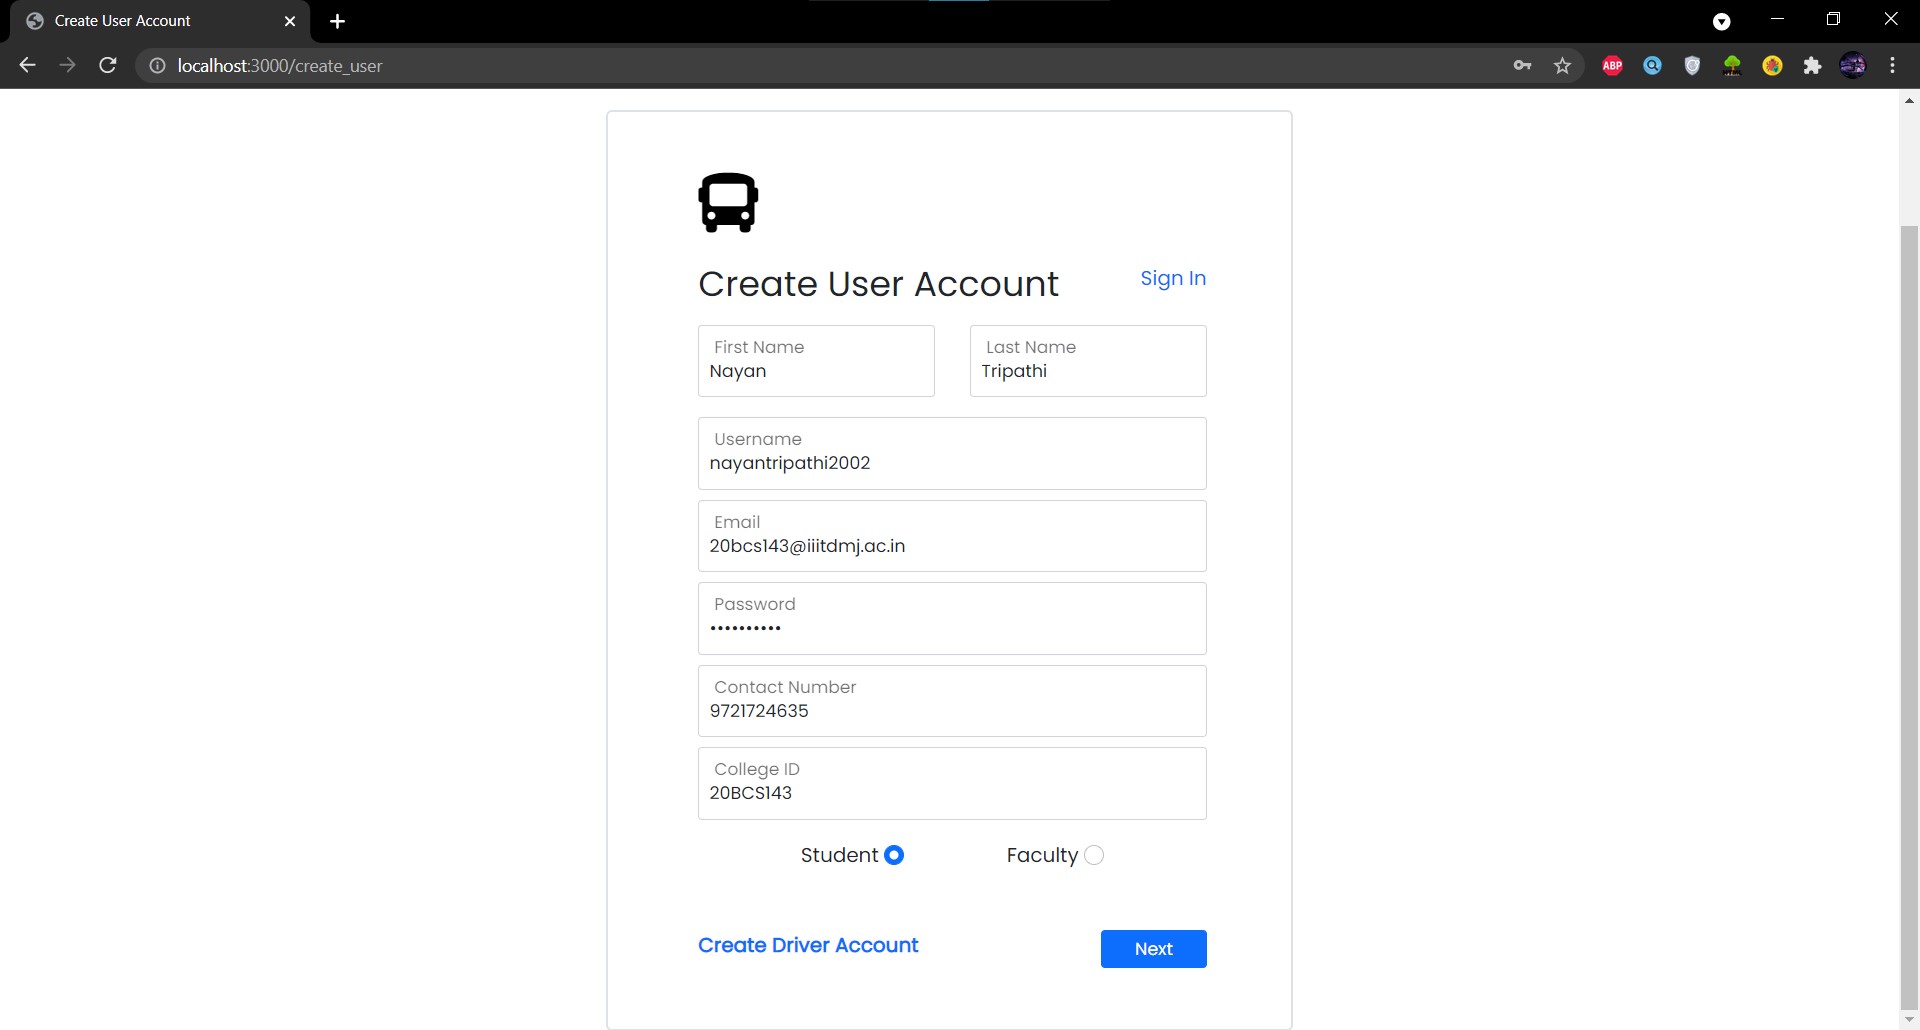 Create User Account
localhost:3000/create_user
ABP
Create User Account
Sign In
First Name
Nayan
Last Name
Tripathi
Username
nayantripathi2002
Email
20bcs143@iiitdmj.ac.in
Password
••••••••••
Contact Number
9721724635
College ID
20BCS143
Student
Faculty
Create Driver Account
Next